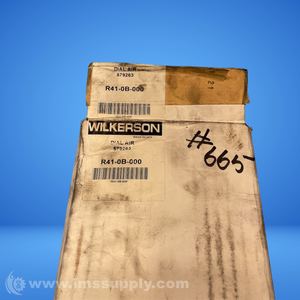 DIAL AIR
879263
R41-0B-000
WILKERSON
DIAL AIR
879263
R41-0B-000
#665
© www.imssupply.com